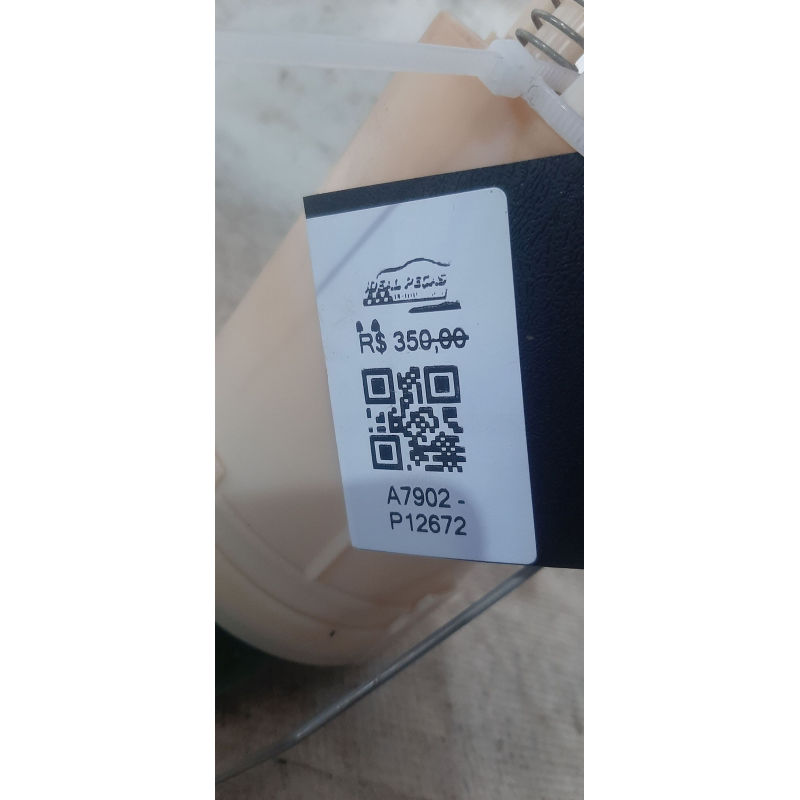 IDEAL PEÇAS
R$ 350,00
A7902 -
P12672